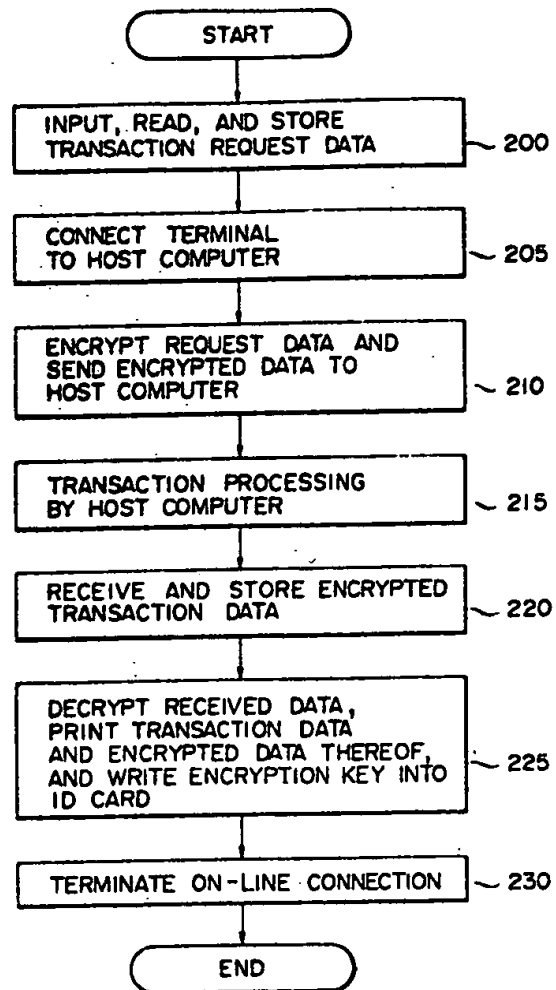 START
INPUT, READ, AND STORE
TRANSACTION REQUEST DATA
~ 200
CONNECT TERMINAL
TO HOST COMPUTER
~ 205
ENCRYPT REQUEST DATA AND
SEND ENCRYPTED DATA TO
HOST COMPUTER
~ 210
TRANSACTION PROCESSING
BY HOST COMPUTER
~ 215
RECEIVE AND STORE ENCRYPTED
TRANSACTION DATA
~ 220
DECRYPT RECEIVED DATA,
PRINT TRANSACTION DATA
AND ENCRYPTED DATA THEREOF,
AND WRITE ENCRYPTION KEY INTO
ID CARD
~ 225
TERMINATE ON-LINE CONNECTION
~ 230
END